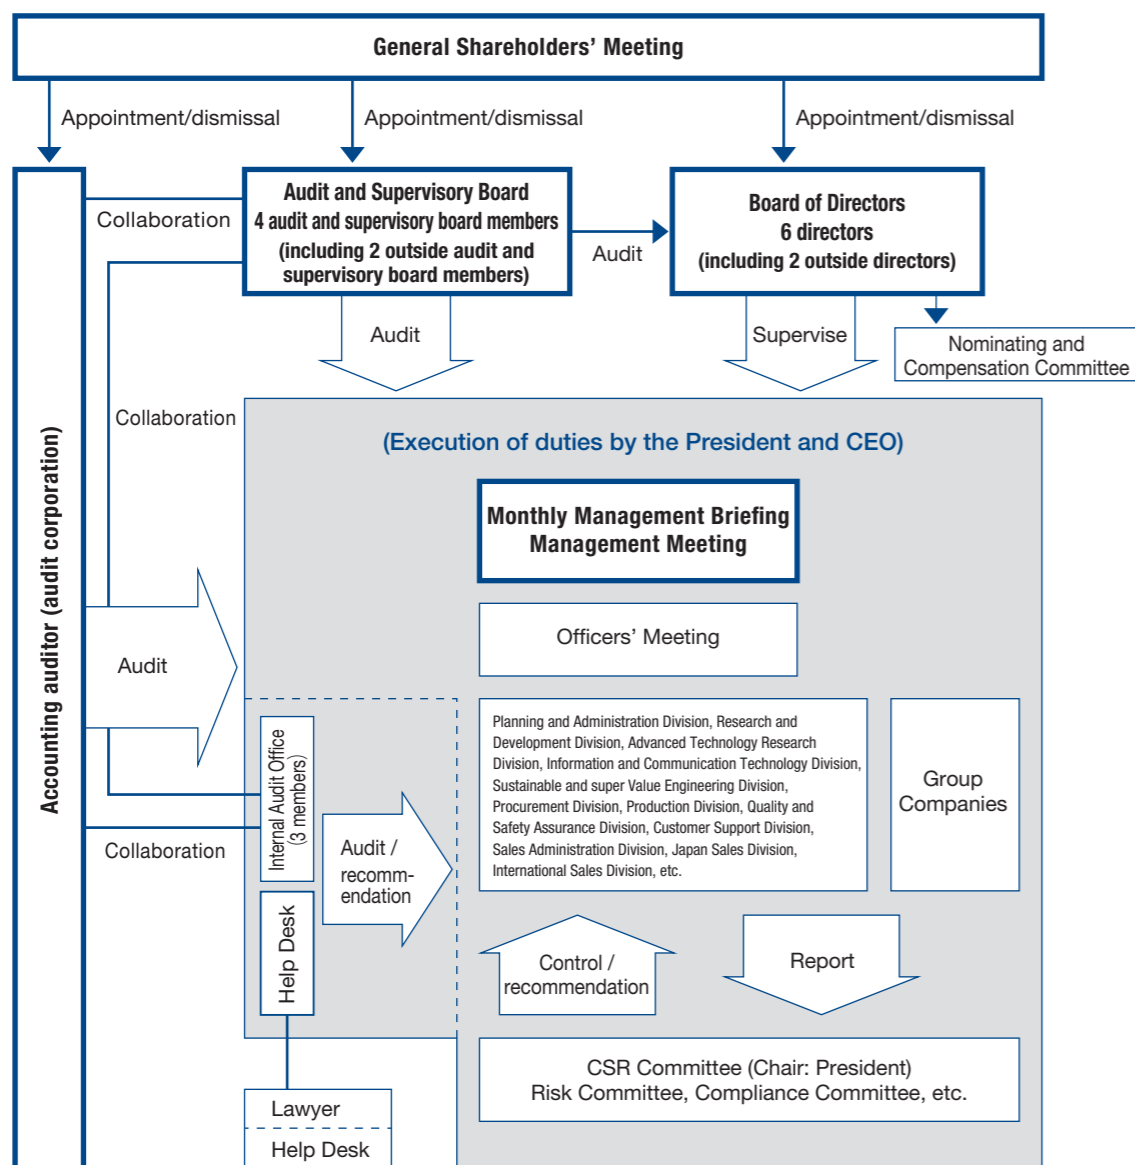 General Shareholders' Meeting
Appointment/dismissal
Appointment/dismissal
Appointment/dismissal
Accounting auditor (audit corporation)
Collaboration
Audit and Supervisory Board
4 audit and supervisory board members
(including 2 outside audit and
supervisory board members)
Audit
Board of Directors
6 directors
(including 2 outside directors)
Audit
Supervise
Nominating and
Compensation Committee
Collaboration
(Execution of duties by the President and CEO)
Monthly Management Briefing
Management Meeting
Officers' Meeting
Audit
Internal Audit Office
(3 members)
Audit /
recomm-
endation
Planning and Administration Division, Research and
Development Division, Advanced Technology Research
Division, Information and Communication Technology Division,
Sustainable and super Value Engineering Division,
Procurement Division, Production Division, Quality and
Safety Assurance Division, Customer Support Division,
Sales Administration Division, Japan Sales Division,
International Sales Division, etc.
Group
Companies
Collaboration
Help Desk
Control /
recommendation
Report
CSR Committee (Chair: President)
Risk Committee, Compliance Committee, etc.
Lawyer
Help Desk